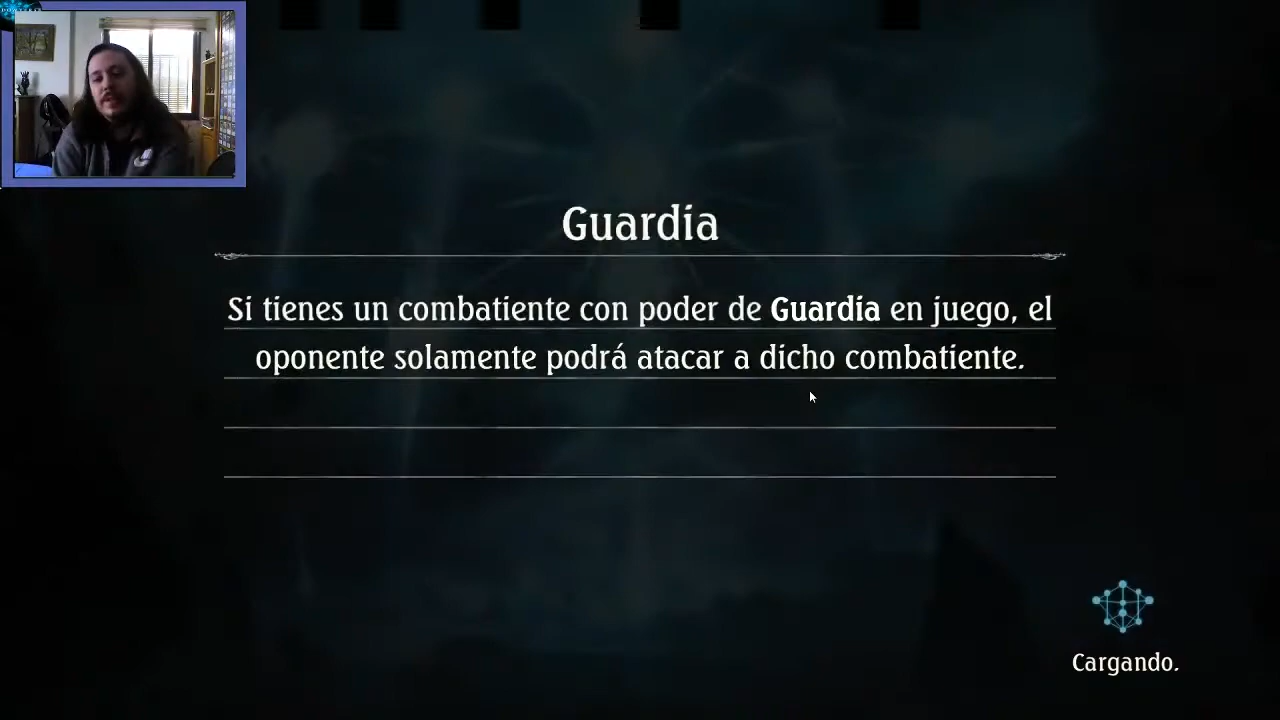 Guardia
Si tienes un combatiente con poder de Guardia en juego, el
oponente solamente podrá atacar a dicho combatiente.
Cargando.